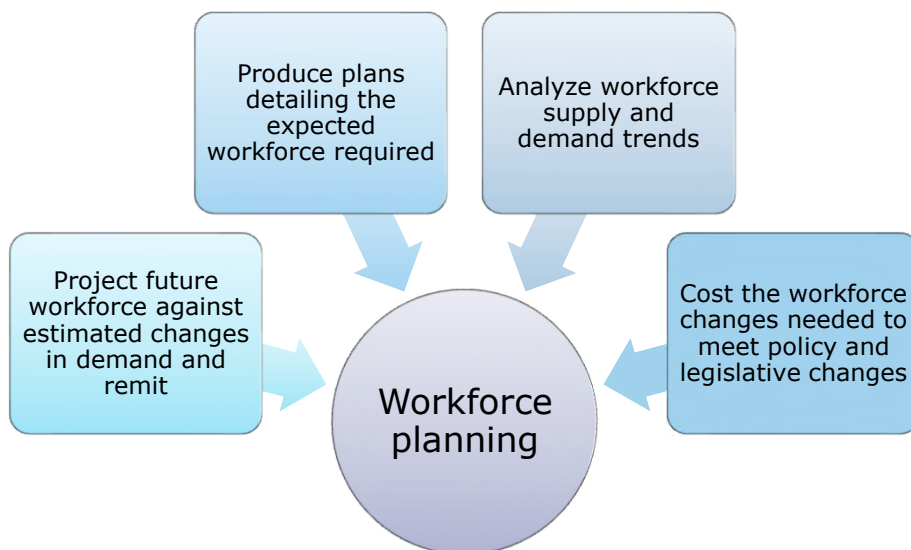 Produce plans
detailing the
expected
workforce required
Analyze workforce
supply and
demand trends
Project future
workforce against
estimated changes
in demand and
remit
Cost the workforce
changes needed to
meet policy and
legislative changes
Workforce
planning